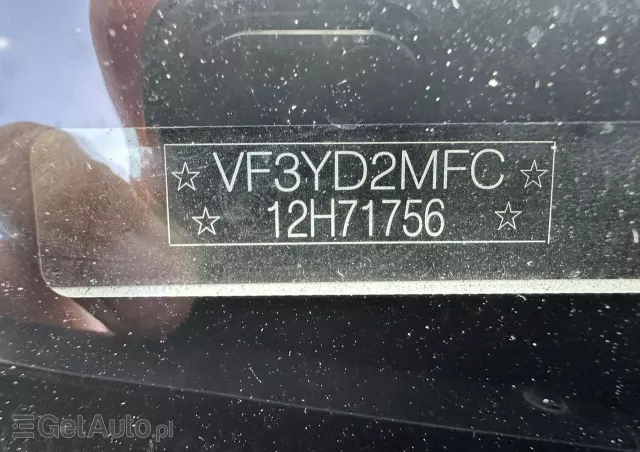 ☆ VF3YD2MFC ☆
☆ 12H71756 ☆
GetAuto.pl